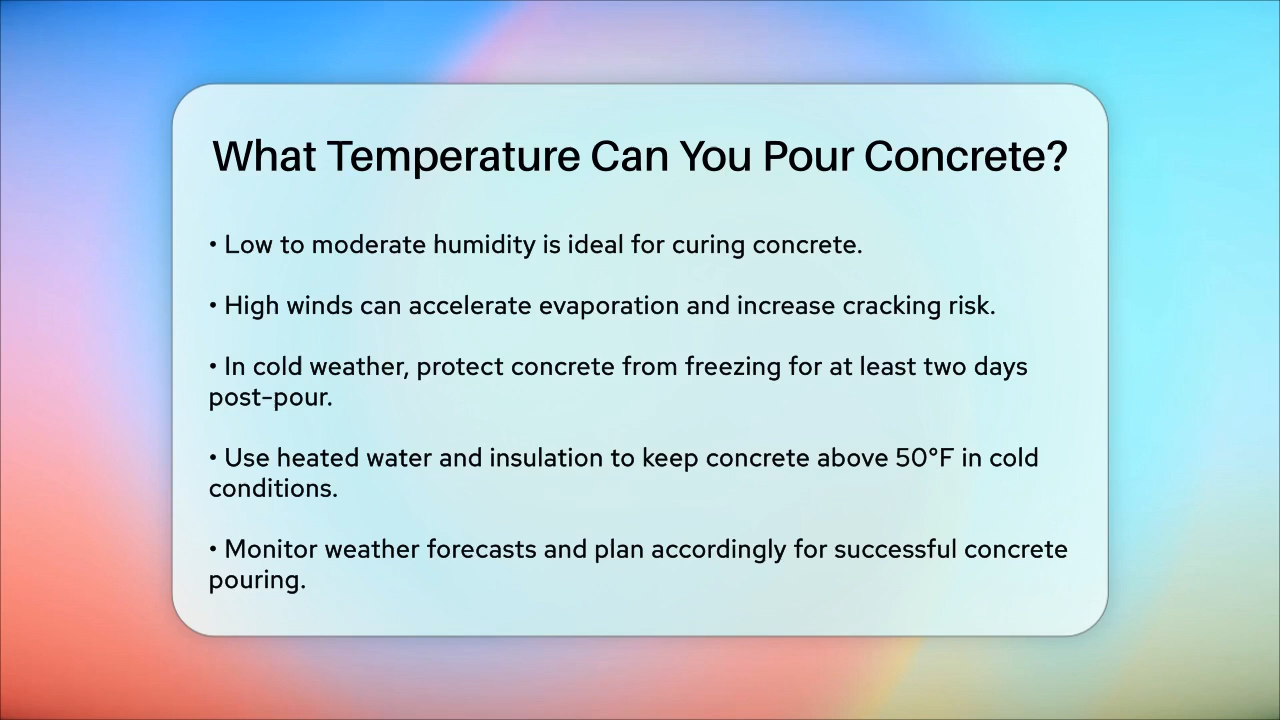 What Temperature Can You Pour Concrete?
• Low to moderate humidity is ideal for curing concrete.
• High winds can accelerate evaporation and increase cracking risk.
• In cold weather, protect concrete from freezing for at least two days
post-pour.
• Use heated water and insulation to keep concrete above 50°F in cold
conditions.
• Monitor weather forecasts and plan accordingly for successful concrete
pouring.